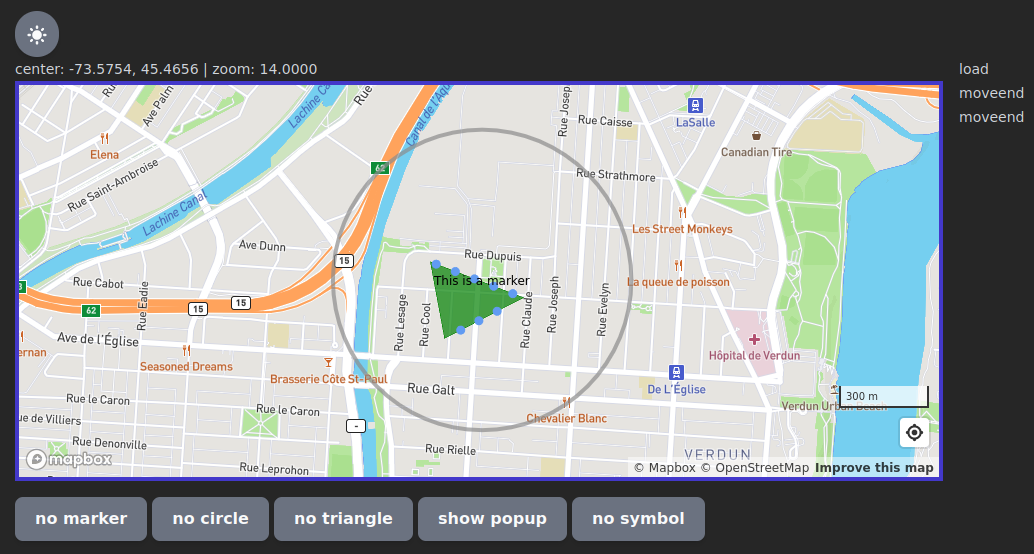 center: -73.5754, 45.4656 | zoom: 14.0000
load
moveend
moveend
Ave Palm
Lachine Ca
Rue
Canal de l'Aqu
Rue Josep
Rue Caisse
LaSalle
Elena
Canadian Tire
Rue Saint-Ambroise
62
Rue Strathmore
Lachine Canal
Les Street Monkeys
Ave Dunn
15
Rue Dupuis
This is a marker
La queue de poisson
Rue Cabot
Rue Eadie
62
15
15
Rue Lesage
Rue Cool
Rue Claude
Rue Joseph
Rue Evelyn
Ave de l'Église
ernan
Seasoned Dreams
Brasserie Côte St-Paul
Hôpital de Verdun
Rue Galt
De L'Église
Rue le Caron
Rue le Caron
300 m
Verdun Urban Beach
ue de Villiers
Chevalier Blanc
-
Rue Denonville
Rue Rielle
VERDUN
mapbox
Rue Leprohon
© Mapbox © OpenStreetMap Improve this map
no marker
no circle
no triangle
show popup
no symbol